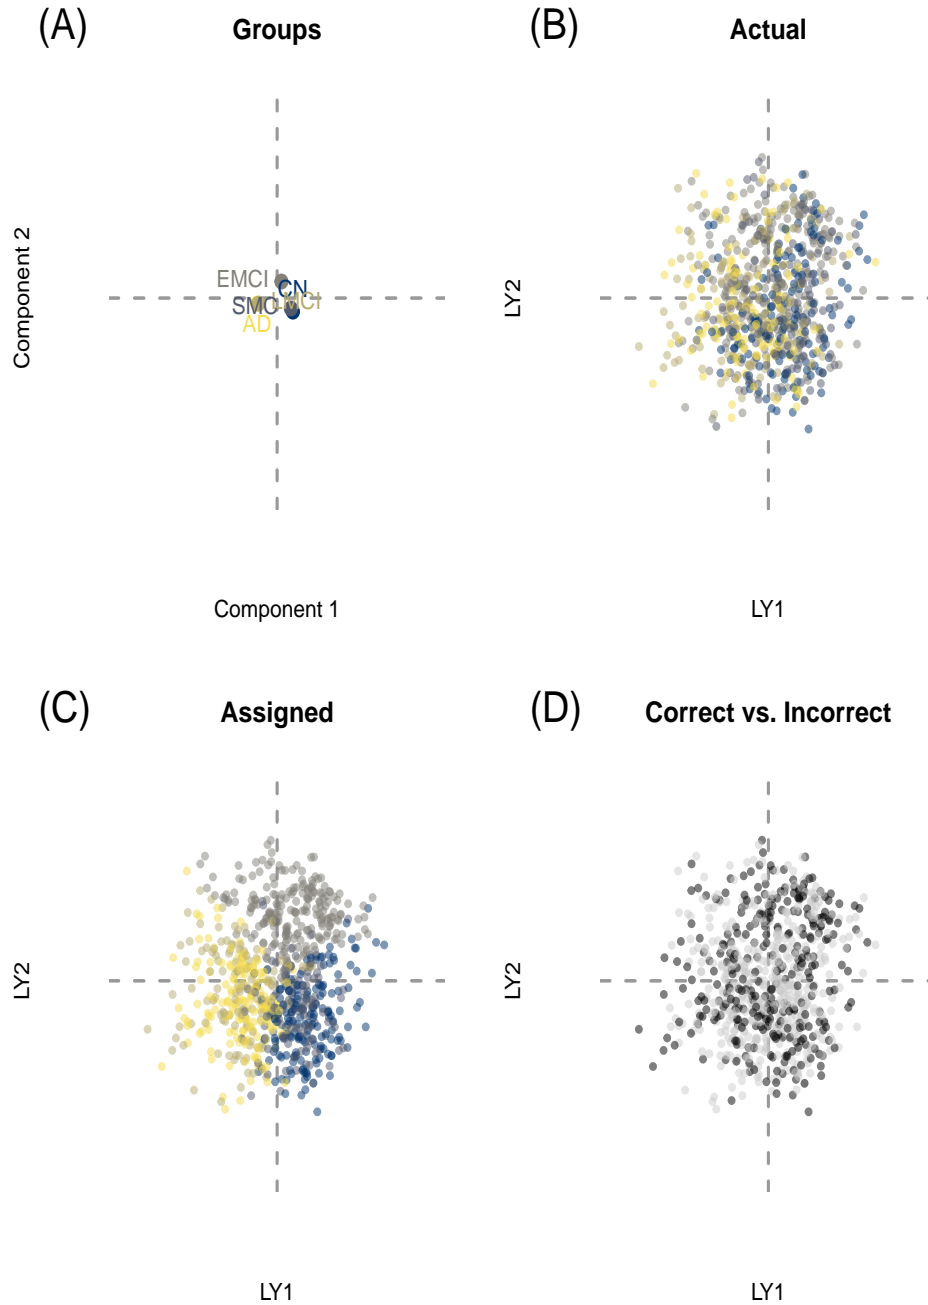 (A) Groups
Component 2
EMCI
CN
SMC LMCI
AD
Component 1
(B) Actual
LY2
LY1
(C) Assigned
LY2
LY1
(D) Correct vs. Incorrect
LY2
LY1